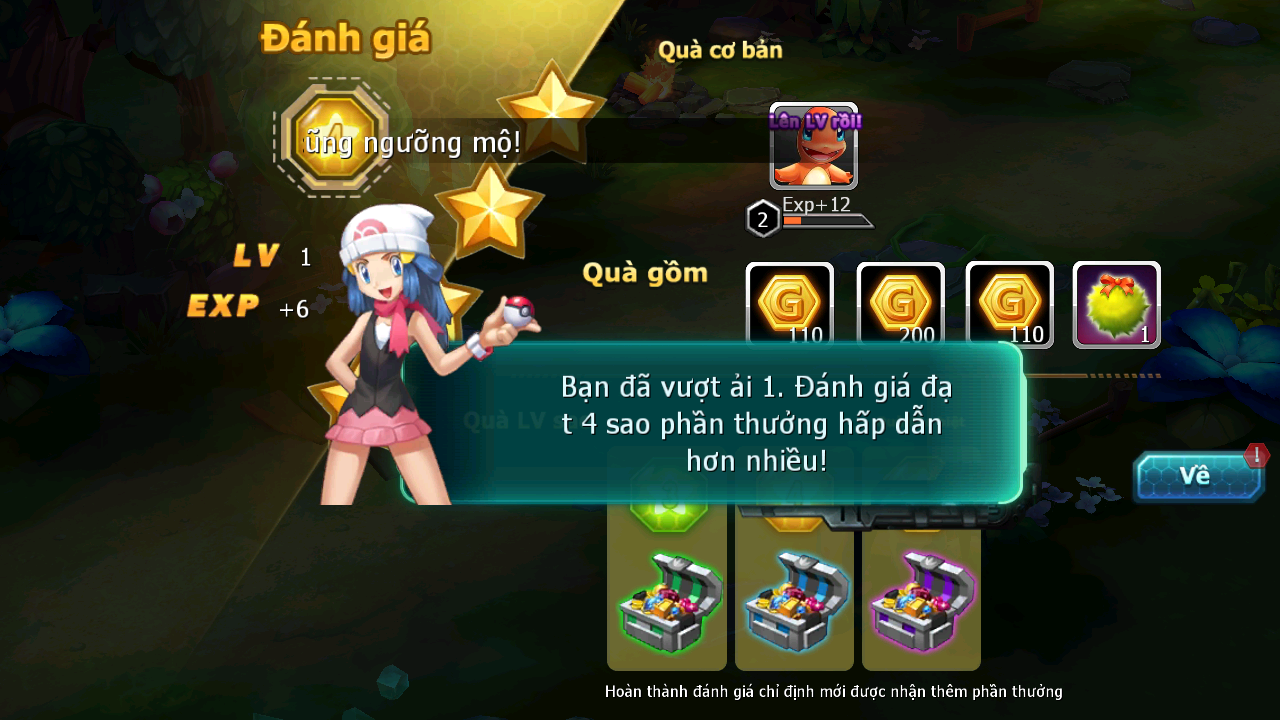 Đánh giá
Quà cơ bản
ũng ngưỡng mộ!
Lên LV rồi!
Exp+12
2
LV 1
EXP +6
Quà gồm
110
200
110
1
Bạn đã vượt ải 1. Đánh giá đạ
t 4 sao phần thưởng hấp dẫn
hơn nhiều!
Quà LV s
Về
!
Hoàn thành đánh giá chỉ định mới được nhận thêm phần thưởng